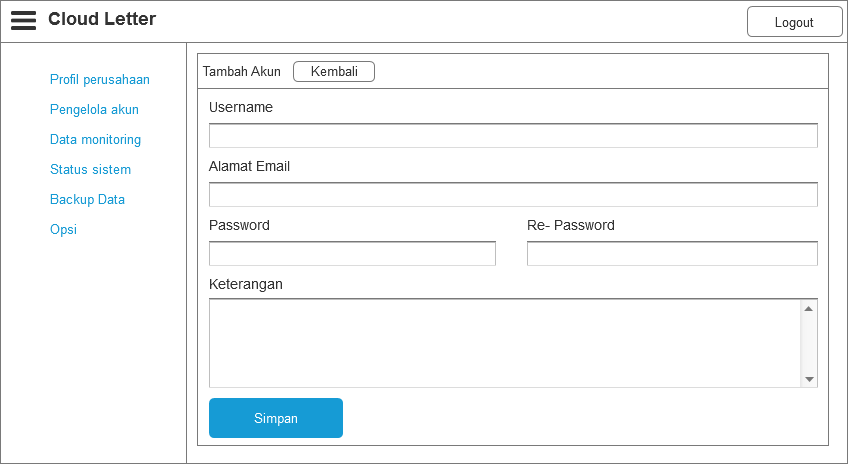 Cloud Letter
Logout
Profil perusahaan
Pengelola akun
Data monitoring
Status sistem
Backup Data
Opsi
Tambah Akun
Kembali
Username
Alamat Email
Password
Re- Password
Keterangan
Simpan